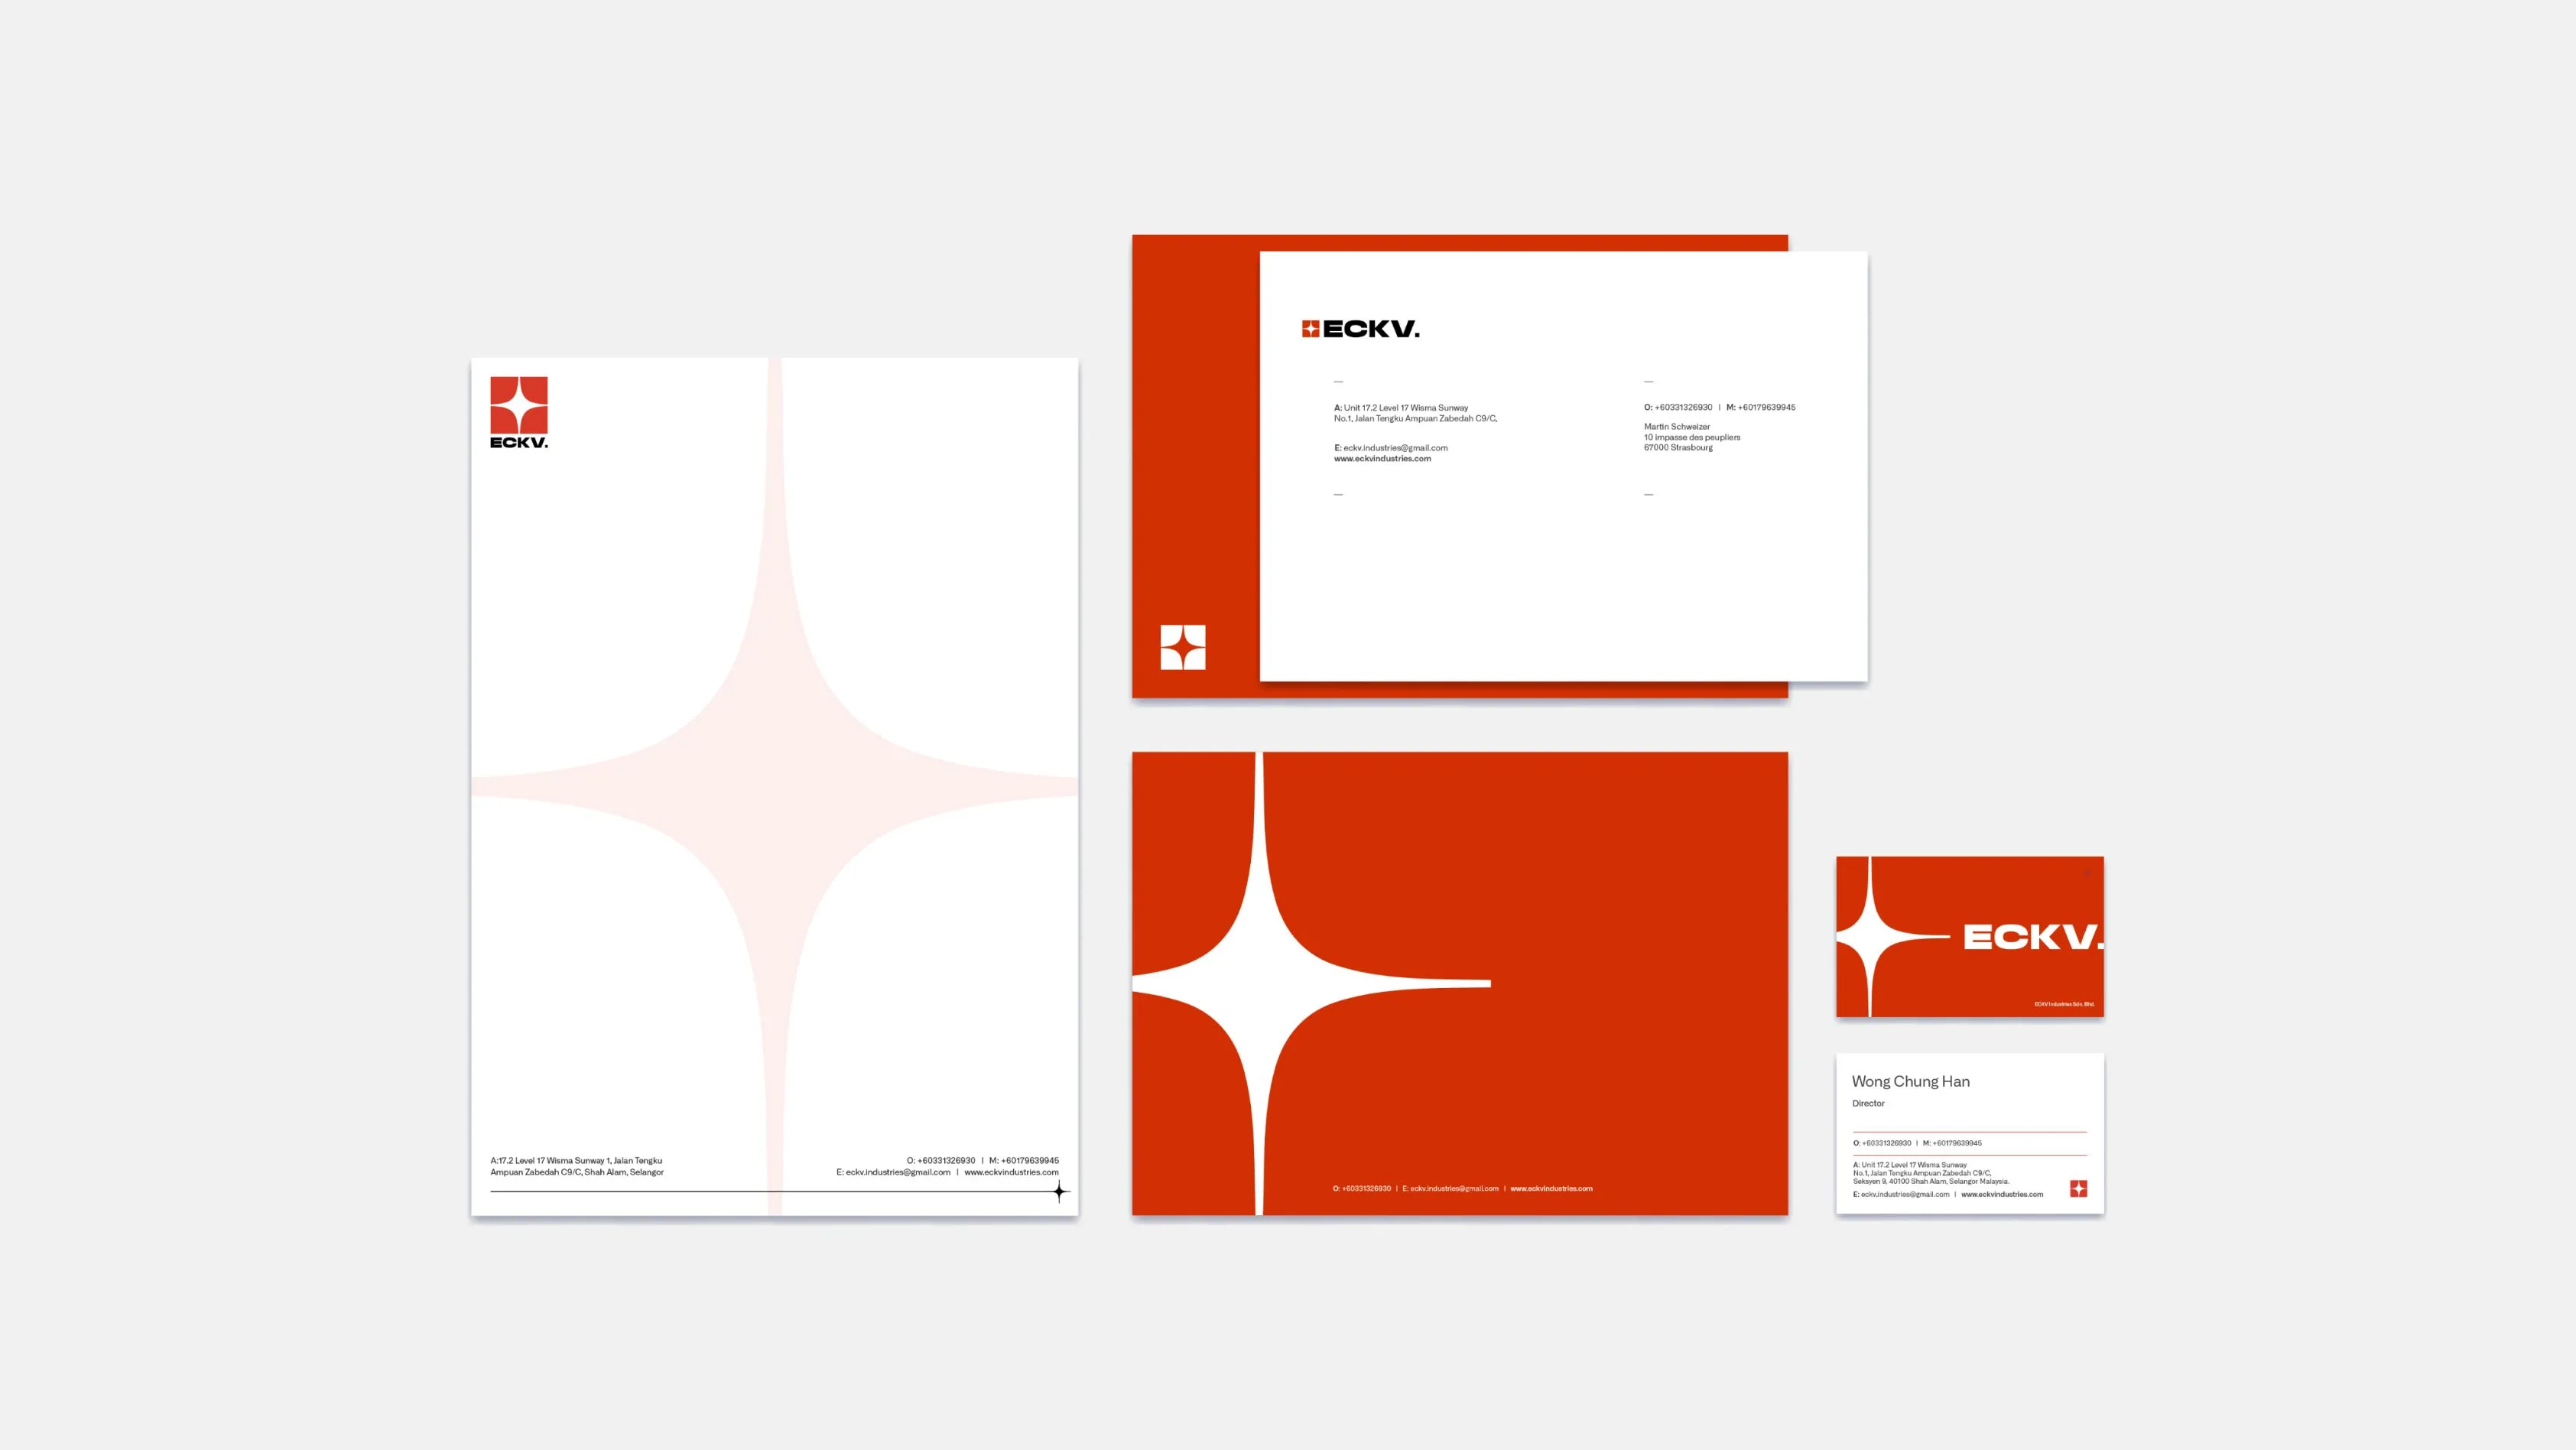 ECKV.
A:17.2 Level 17 Wisma Sunway 1, Jalan Tengku
Ampuan Zabedah C9/C, Shah Alam, Selangor
O: +60331326930 | M: +60179639945
E: eckv.industries@gmail.com | www.eckvindustries.com
ECKV.
A: Unit 17.2 Level 17 Wisma Sunway
No.1, Jalan Tengku Ampuan Zabedah C9/C,
E: eckv.industries@gmail.com
www.eckvindustries.com
O: +60331326930 | M: +60179639945
Martin Schweizer
10 impasse des peupliers
67000 Strasbourg
O: +60331326930 | E: eckv.industries@gmail.com | www.eckvindustries.com
ECKV.
ECKV Industries Sdn. Bhd.
Wong Chung Han
Director
O: +60331326930 | M: +60179639945
A: Unit 17.2 Level 17 Wisma Sunway
No.1, Jalan Tengku Ampuan Zabedah C9/C,
Seksyen 9, 40100 Shah Alam, Selangor Malaysia.
E: eckv.industries@gmail.com | www.eckvindustries.com